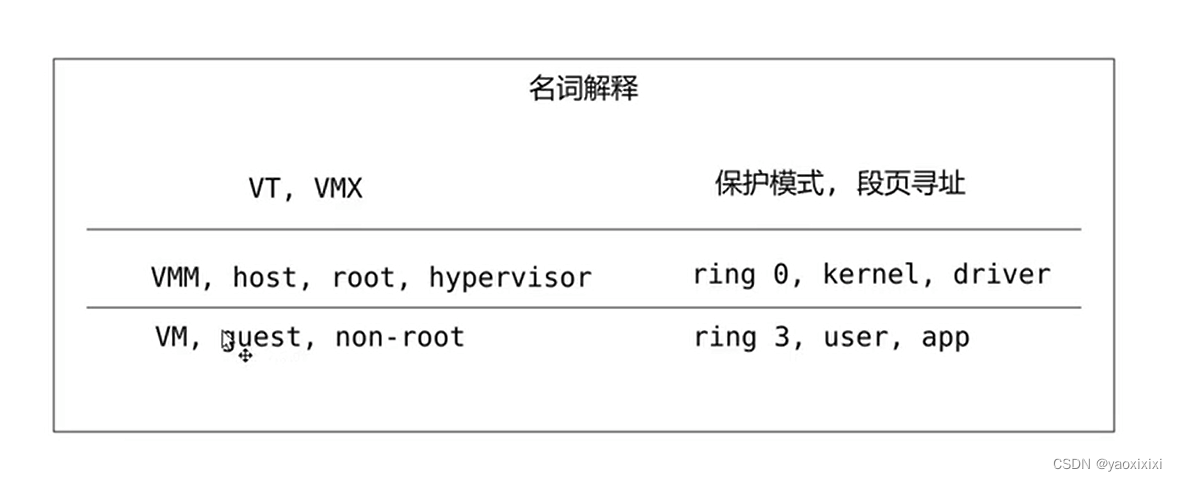 名词解释
VT, VMX 保护模式, 段页寻址
VMM, host, root, hypervisor ring 0, kernel, driver
VM, guest, non-root ring 3, user, app
CSDN @yaoxixixi